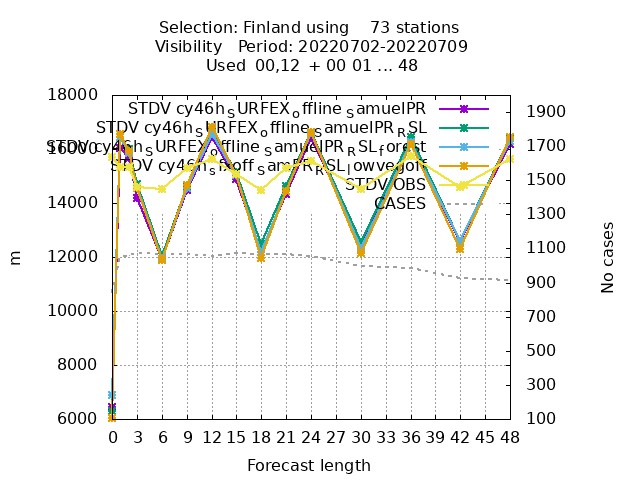 Selection: Finland using 73 stations
Visibility Period: 20220702-20220709
Used 00,12 + 00 01 ... 48
18000
16000
14000
12000
10000
8000
6000
m
STDV cy46h_SURFEX_offline_SamuelPR
STDV cy46h_SURFEX_offline_SamuelPR_RSL
STDV cy46h_SURFEX_offline_SamuelPR_RSL_forest
STDV OBS
CASES
1900
1700
1500
1300
1100
900
700
500
300
100
No cases
0 3 6 9 12 15 18 21 24 27 30 33 36 39 42 45 48
Forecast length